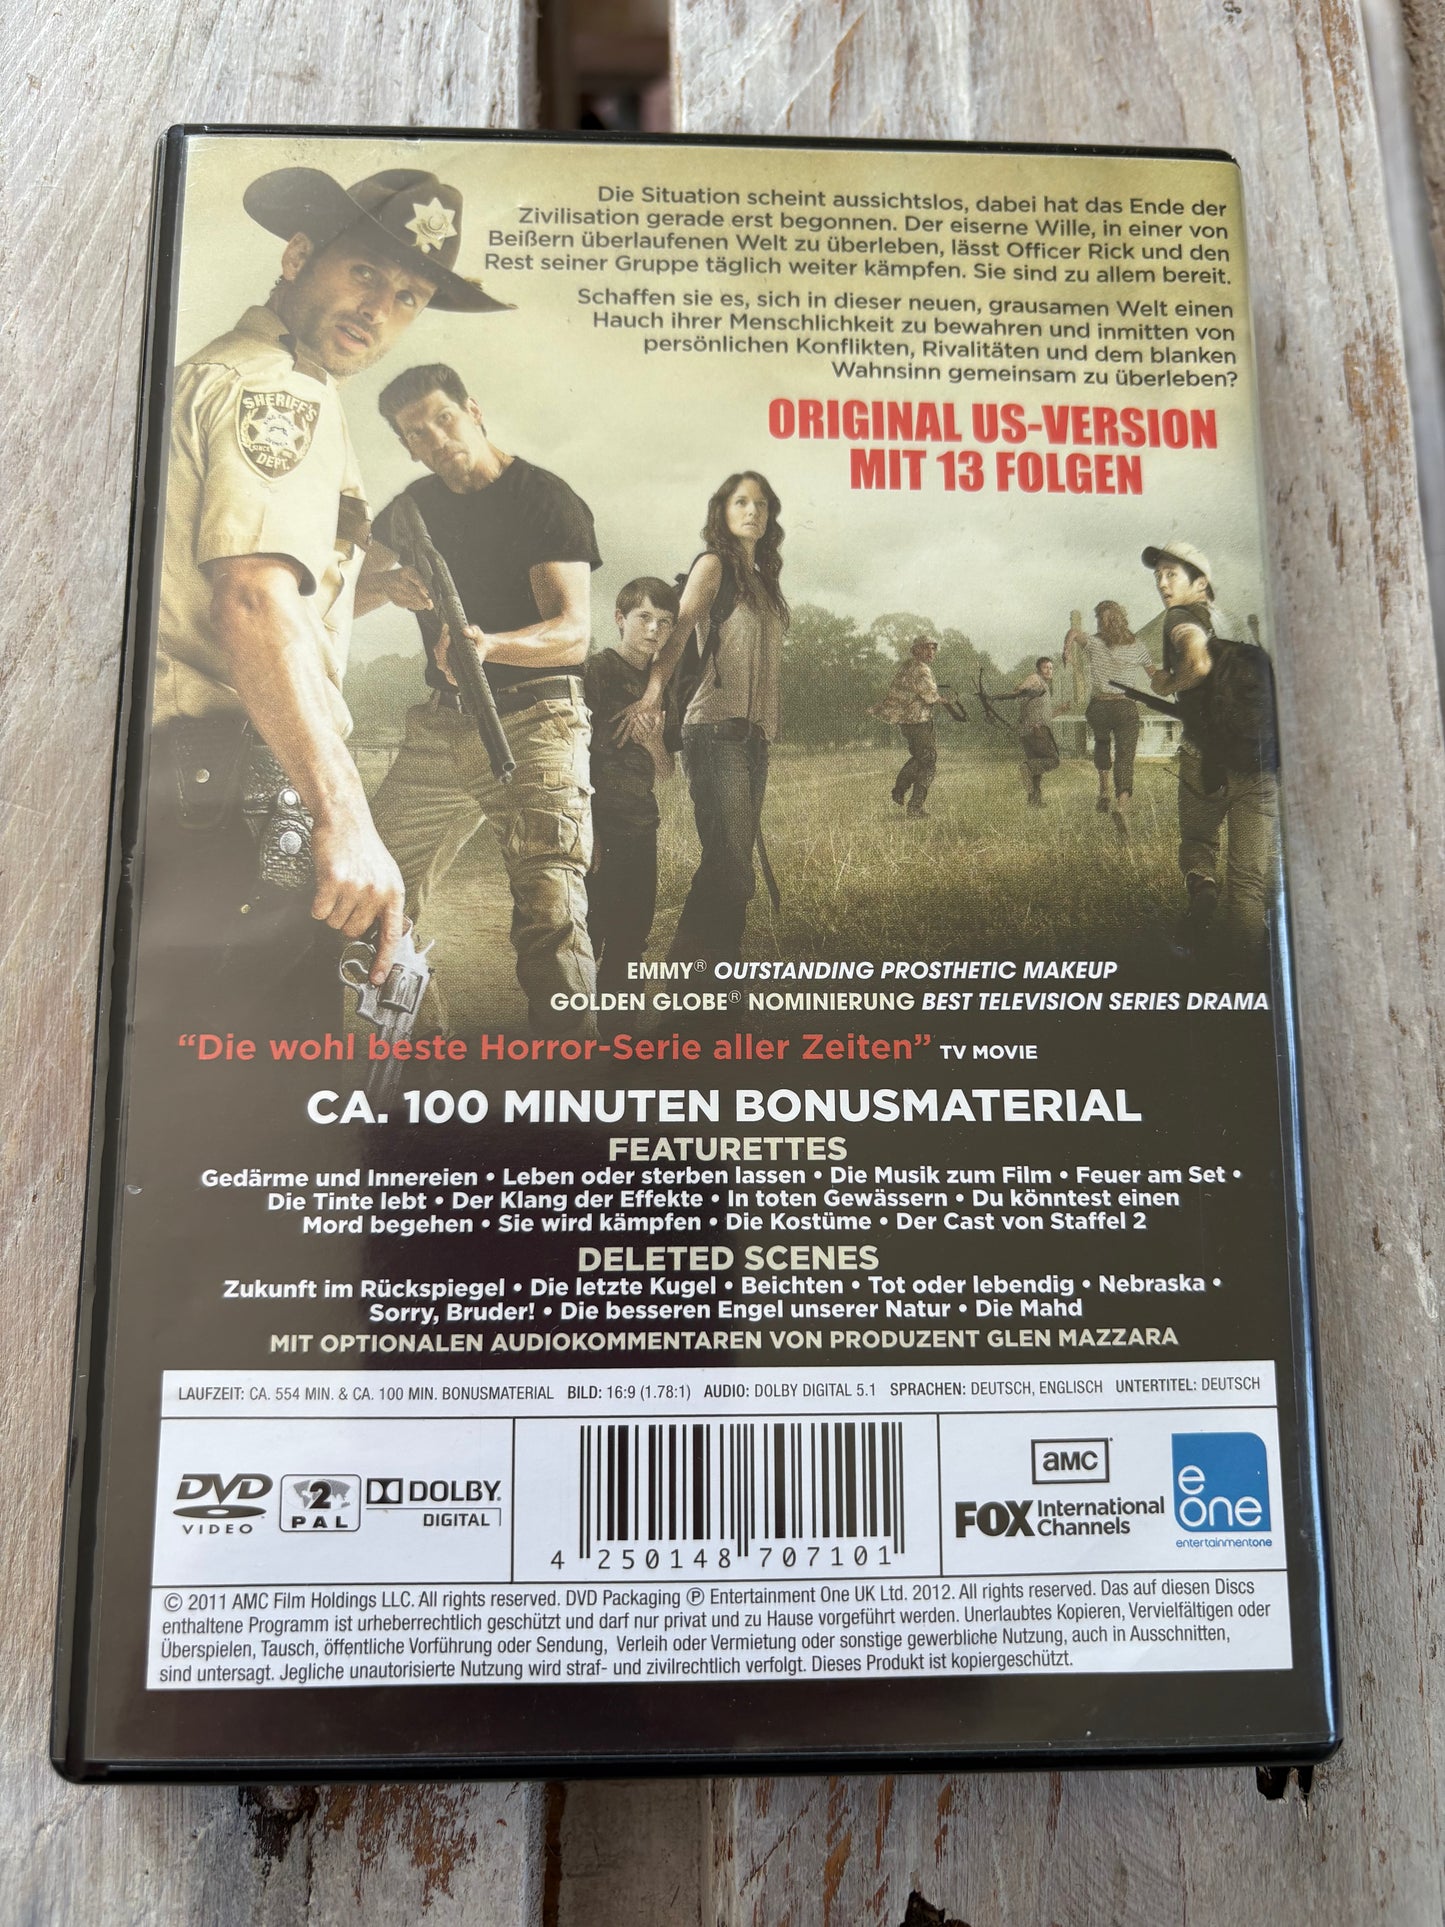 Die Situation scheint aussichtslos, dabei hat das Ende der
Zivilisation gerade erst begonnen. Der eiserne Wille, in einer von
Beißern überlaufenen Welt zu überleben, lässt Officer Rick und den
Rest seiner Gruppe täglich weiter kämpfen. Sie sind zu allem bereit.
Schaffen sie es, sich in dieser neuen, grausamen Welt einen
Hauch ihrer Menschlichkeit zu bewahren und inmitten von
persönlichen Konflikten, Rivalitäten und dem blanken
Wahnsinn gemeinsam zu überleben?
SHERIFF'S
DEPT.
ORIGINAL US-VERSION
MIT 13 FOLGEN
EMMY® OUTSTANDING PROSTHETIC MAKEUP
GOLDEN GLOBE® NOMINIERUNG BEST TELEVISION SERIES DRAMA
“Die wohl beste Horror-Serie aller Zeiten” TV MOVIE
CA. 100 MINUTEN BONUSMATERIAL
FEATURETTES
Gedärme und Innereien • Leben oder sterben lassen • Die Musik zum Film • Feuer am Set •
Die Tinte lebt • Der Klang der Effekte • In toten Gewässern • Du könntest einen
Mord begehen • Sie wird kämpfen • Die Kostüme • Der Cast von Staffel 2
DELETED SCENES
Zukunft im Rückspiegel • Die letzte Kugel • Beichten • Tot oder lebendig • Nebraska •
Sorry, Bruder! • Die besseren Engel unserer Natur • Die Mahd
MIT OPTIONALEN AUDIOKOMMENTAREN VON PRODUZENT GLEN MAZZARA
LAUFZEIT: CA. 554 MIN. & CA. 100 MIN. BONUSMATERIAL BILD: 16:9 (1.78:1) AUDIO: DOLBY DIGITAL 5.1 SPRACHEN: DEUTSCH, ENGLISCH UNTERTITEL: DEUTSCH
DVD
VIDEO
2
PAL
DOLBY
DIGITAL
4 250148 707101
amc
FOX International
Channels
e
one
entertainmentone
© 2011 AMC Film Holdings LLC. All rights reserved. DVD Packaging ℗ Entertainment One UK Ltd. 2012. All rights reserved. Das auf diesen Discs
enthaltene Programm ist urheberrechtlich geschützt und darf nur privat und zu Hause vorgeführt werden. Unerlaubtes Kopieren, Vervielfältigen oder
Überspielen, Tausch, öffentliche Vorführung oder Sendung, Verleih oder Vermietung oder sonstige gewerbliche Nutzung, auch in Ausschnitten,
sind untersagt. Jegliche unautorisierte Nutzung wird straf- und zivilrechtlich verfolgt. Dieses Produkt ist kopiergeschützt.